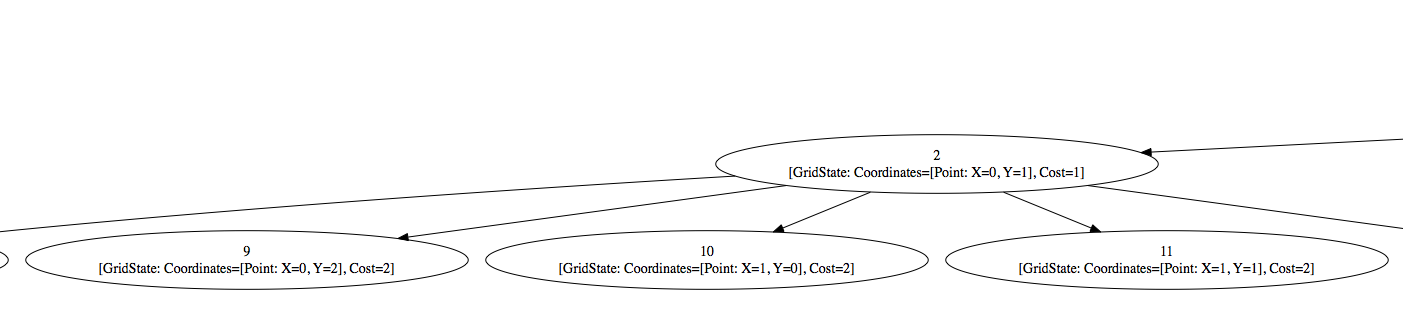 2
[GridState: Coordinates=[Point: X=0, Y=1], Cost=1]
9
[GridState: Coordinates=[Point: X=0, Y=2], Cost=2]
10
[GridState: Coordinates=[Point: X=1, Y=0], Cost=2]
11
[GridState: Coordinates=[Point: X=1, Y=1], Cost=2]